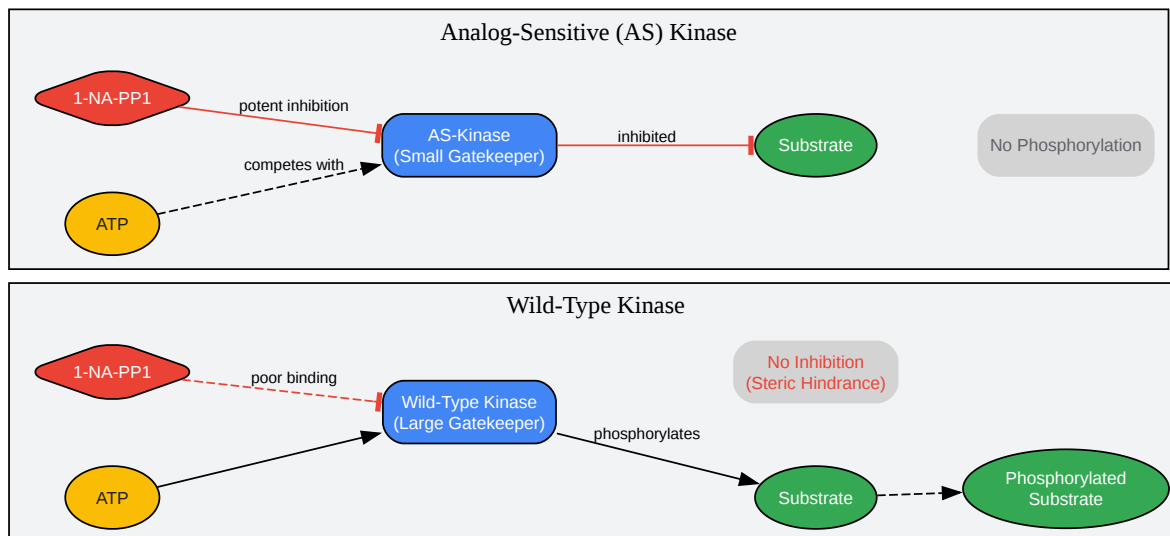 Analog-Sensitive (AS) Kinase
1-NA-PP1
potent inhibition
AS-Kinase
(Small Gatekeeper)
inhibited
Substrate
No Phosphorylation
competes with
ATP
Wild-Type Kinase
1-NA-PP1
poor binding
No Inhibition
(Steric Hindrance)
Wild-Type Kinase
(Large Gatekeeper)
phosphorylates
ATP
Substrate
Phosphorylated
Substrate